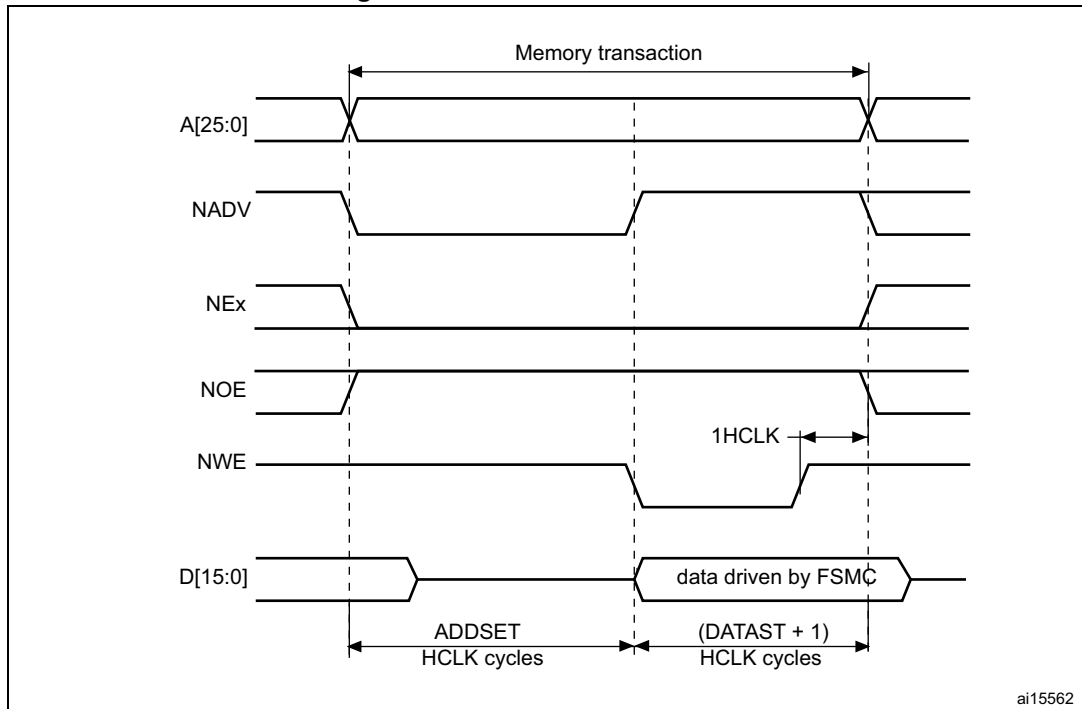 Memory transaction
A[25:0]
NADV
NEx
NOE
1HCLK
NWE
D[15:0]
data driven by FSMC
ADDSET
HCLK cycles
(DATAST + 1)
HCLK cycles
ai15562